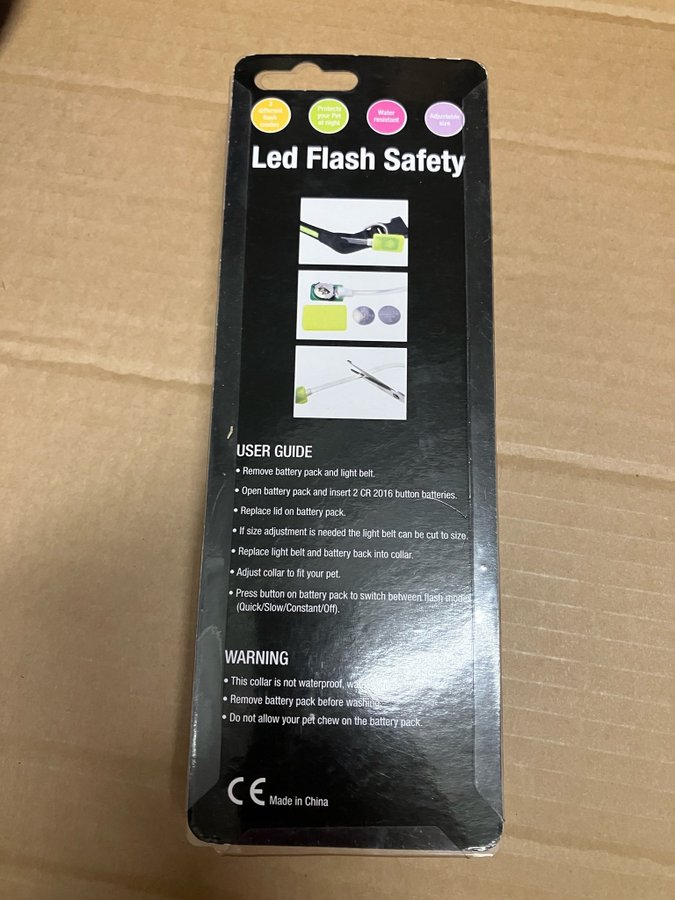 3
different
flash
modes
Protects
your Pet
at night
Water
resistant
Adjustable
size
Led Flash Safety
USER GUIDE
• Remove battery pack and light belt.
• Open battery pack and insert 2 CR 2016 button batteries.
• Replace lid on battery pack.
• If size adjustment is needed the light belt can be cut to size.
• Replace light belt and battery back into collar.
• Adjust collar to fit your pet.
• Press button on battery pack to switch between flash modes
(Quick/Slow/Constant/Off).
WARNING
• This collar is not waterproof,
• Remove battery pack before washing.
• Do not allow your pet chew on the battery pack.
CE Made in China